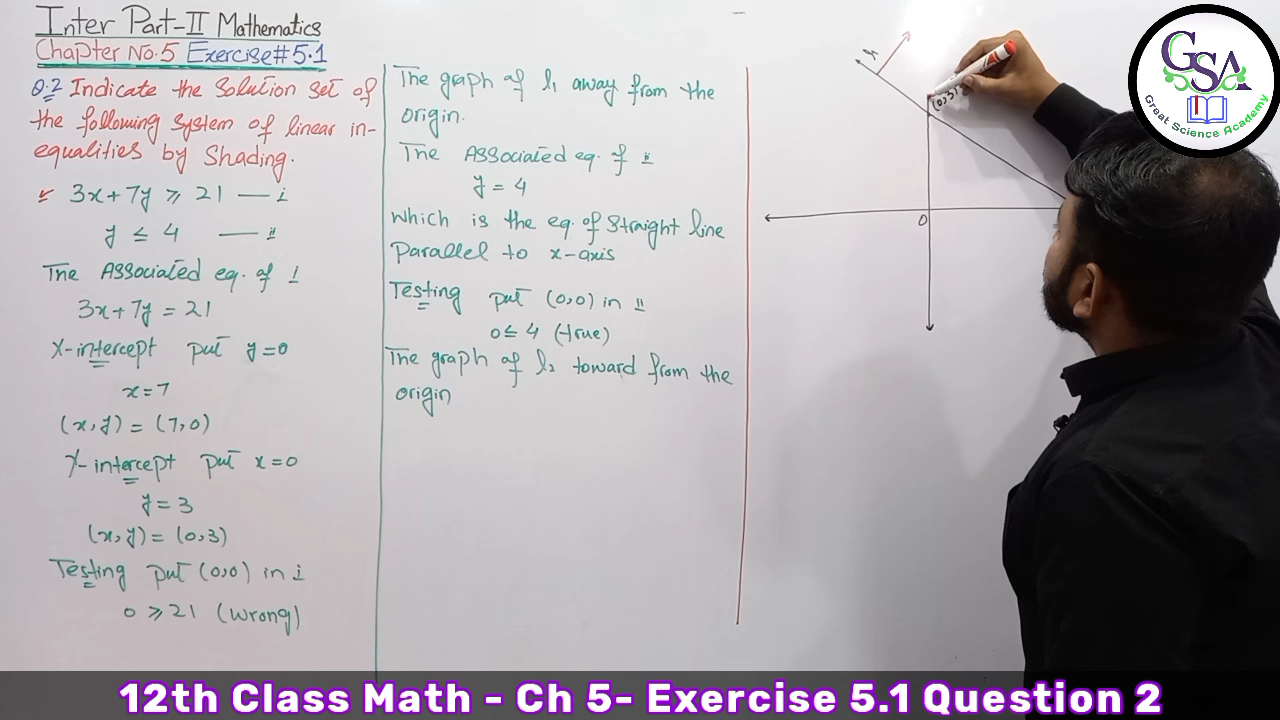 Inter Part-II Mathematics
Chapter No.5 Exercise#5.1
Q.2 Indicate the Solution Set of
the following System of linear in-
equalities by Shading.
3x+7y ≥ 21 — i
y ≤ 4 — ii
The Associated eq. of i
3x+7y = 21
X-intercept put y=0
x=7
(x,y) = (7,0)
Y-intercept put x=0
y=3
(x,y) = (0,3)
Testing put (0,0) in i
0 ≥ 21 (wrong)
The graph of l₁ away from the
origin.
The Associated eq. of ii
y = 4
which is the eq. of Straight line
Parallel to x-axis
Testing put (0,0) in ii
0 ≤ 4 (true)
The graph of l₂ toward from the
origin
l₁
(0,3)
0
GSA
Great Science Academy
12th Class Math - Ch 5- Exercise 5.1 Question 2